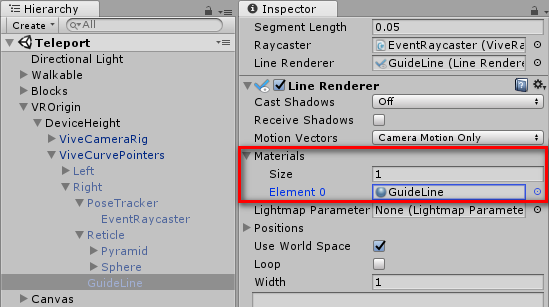 Hierarchy
Create
All
Teleport
Directional Light
Walkable
Blocks
VROrigin
DeviceHeight
ViveCameraRig
ViveCurvePointers
Left
Right
PoseTracker
EventRaycaster
Reticle
Pyramid
Sphere
GuideLine
Canvas
Inspector
Segment Length 0.05
Raycaster EventRaycaster (ViveRa
Line Renderer GuideLine (Line Rendere
Line Renderer
Cast Shadows Off
Receive Shadows
Motion Vectors Camera Motion Only
Materials
Size 1
Element 0 GuideLine
Lightmap Parameter None (Lightmap Paramete
Positions
Use World Space
Loop
Width 1